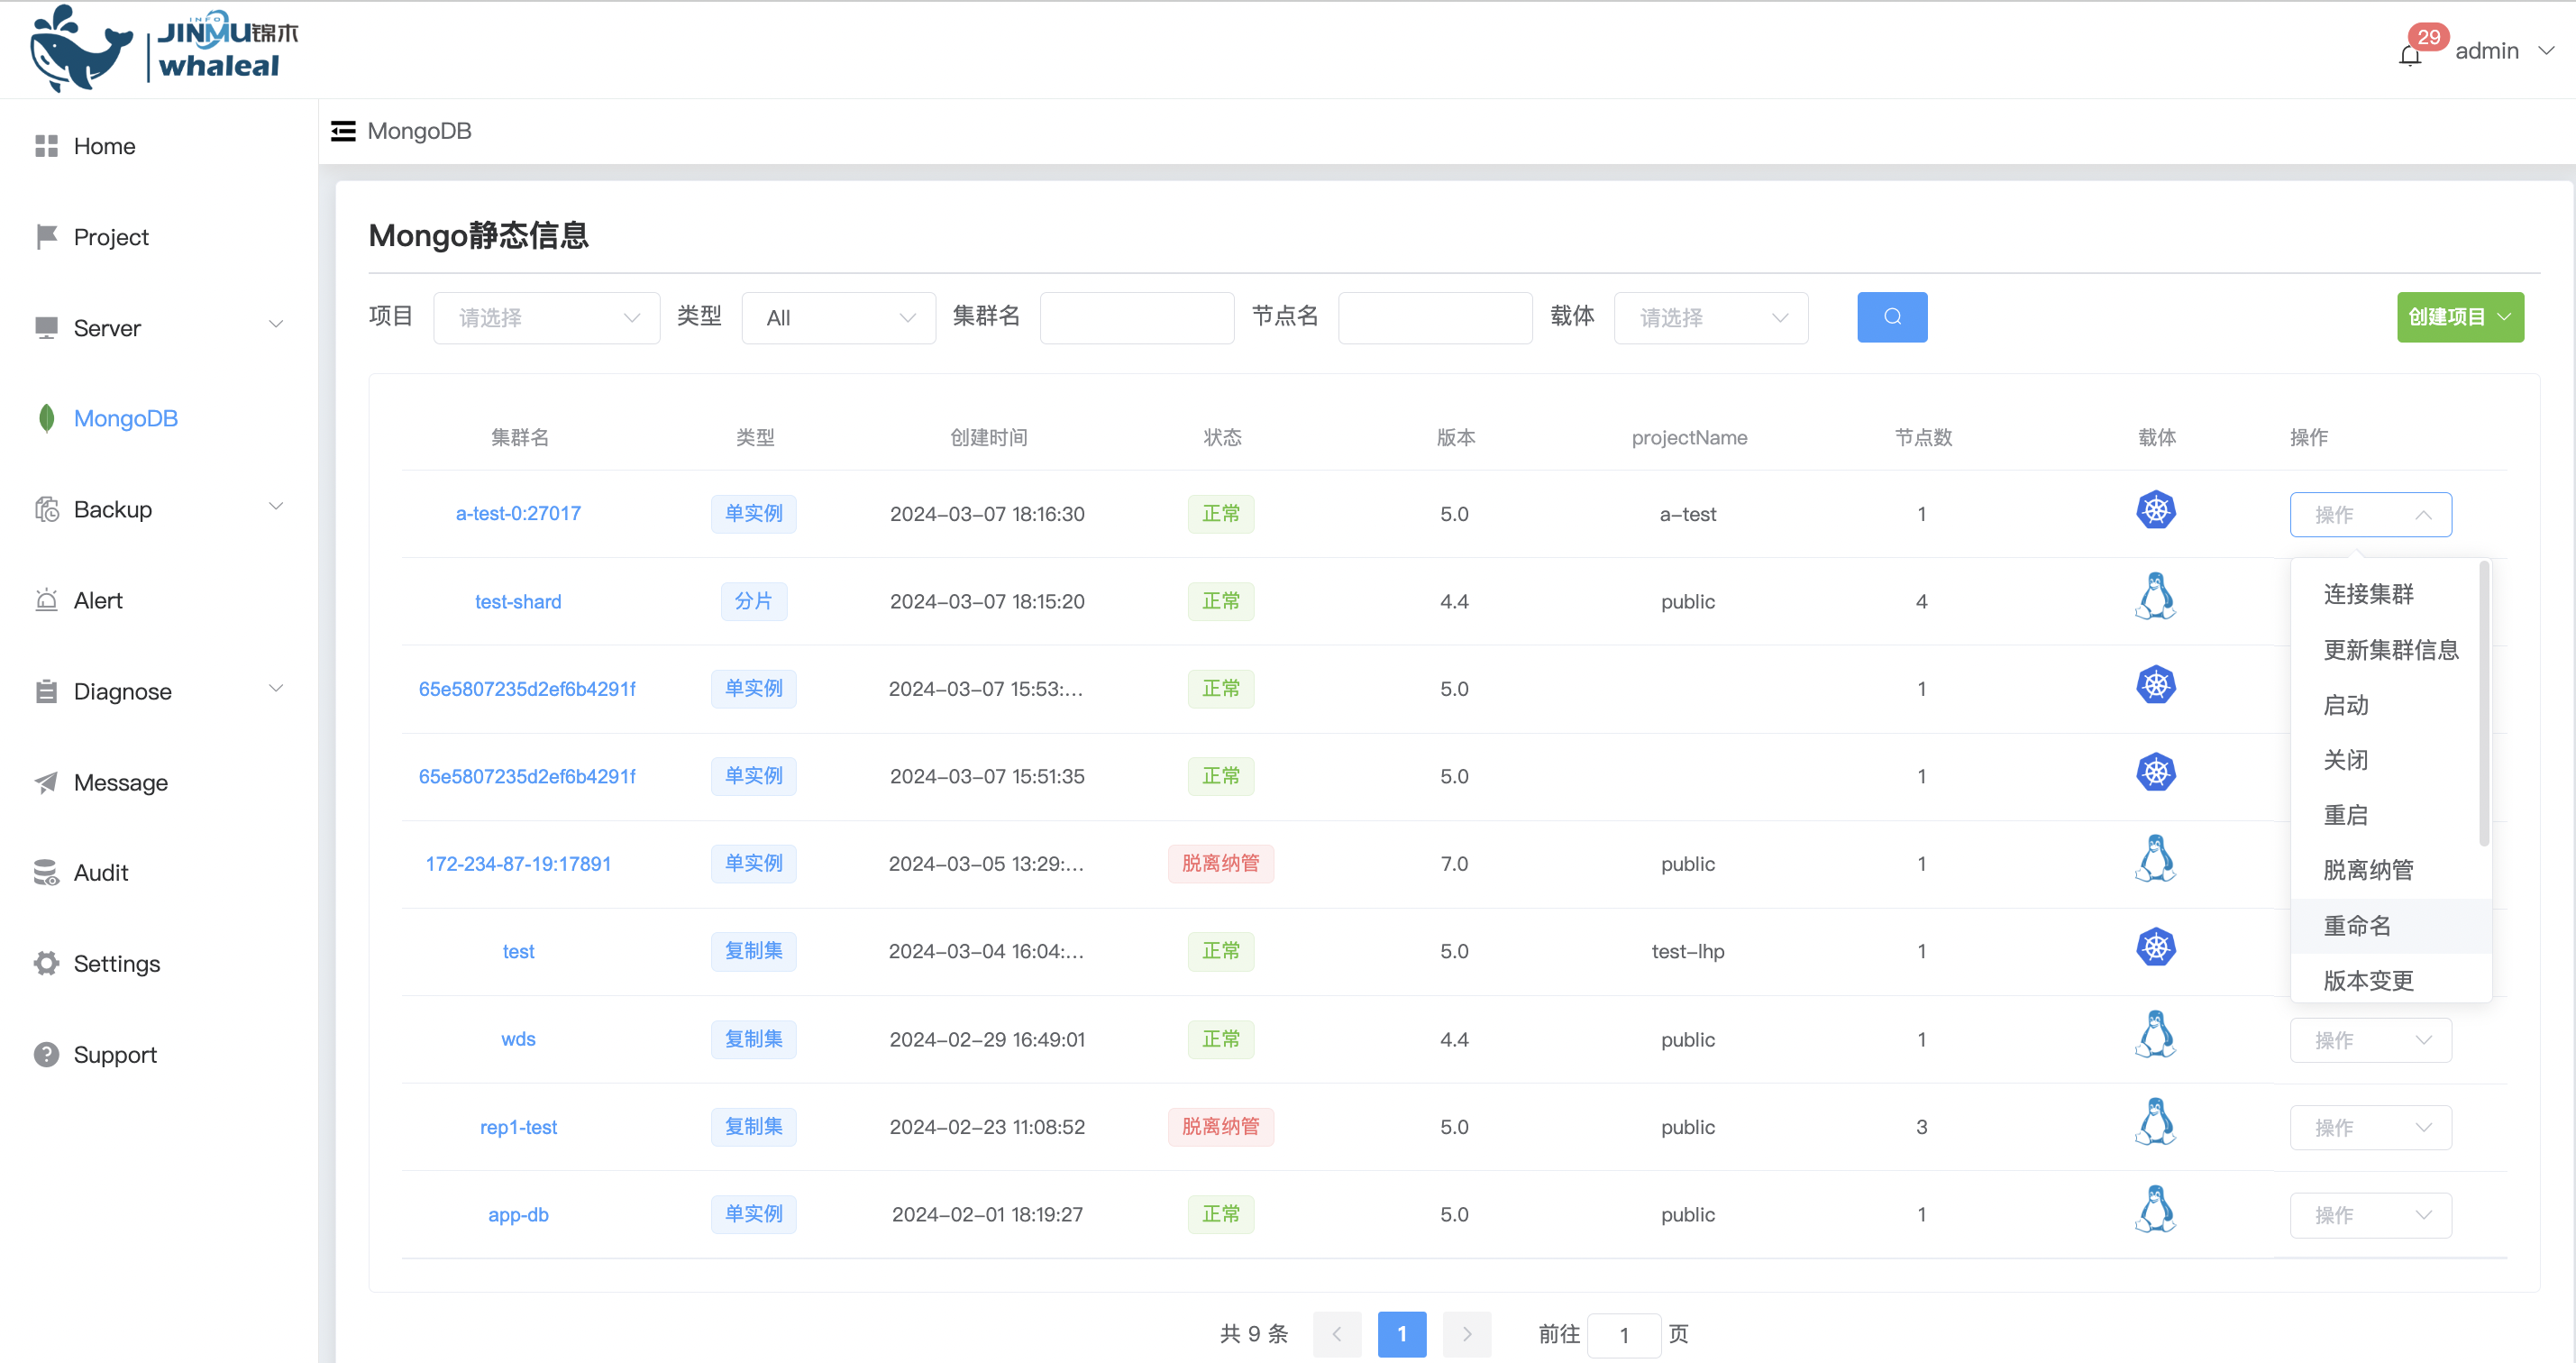 INFO
JINMU锦木
whaleal
29
admin
Home
Project
Server
MongoDB
Backup
Alert
Diagnose
Message
Audit
Settings
Support
MongoDB
Mongo静态信息
项目 请选择 类型 All 集群名 节点名 载体 请选择 创建项目
集群名 类型 创建时间 状态 版本 projectName 节点数 载体 操作
a-test-0:27017 单实例 2024-03-07 18:16:30 正常 5.0 a-test 1 操作
test-shard 分片 2024-03-07 18:15:20 正常 4.4 public 4
65e5807235d2ef6b4291f 单实例 2024-03-07 15:53:... 正常 5.0 1
65e5807235d2ef6b4291f 单实例 2024-03-07 15:51:35 正常 5.0 1
172-234-87-19:17891 单实例 2024-03-05 13:29:... 脱离纳管 7.0 public 1
test 复制集 2024-03-04 16:04:... 正常 5.0 test-lhp 1
wds 复制集 2024-02-29 16:49:01 正常 4.4 public 1 操作
rep1-test 复制集 2024-02-23 11:08:52 脱离纳管 5.0 public 3 操作
app-db 单实例 2024-02-01 18:19:27 正常 5.0 public 1 操作
连接集群
更新集群信息
启动
关闭
重启
脱离纳管
重命名
版本变更
共 9 条 1 前往 1 页